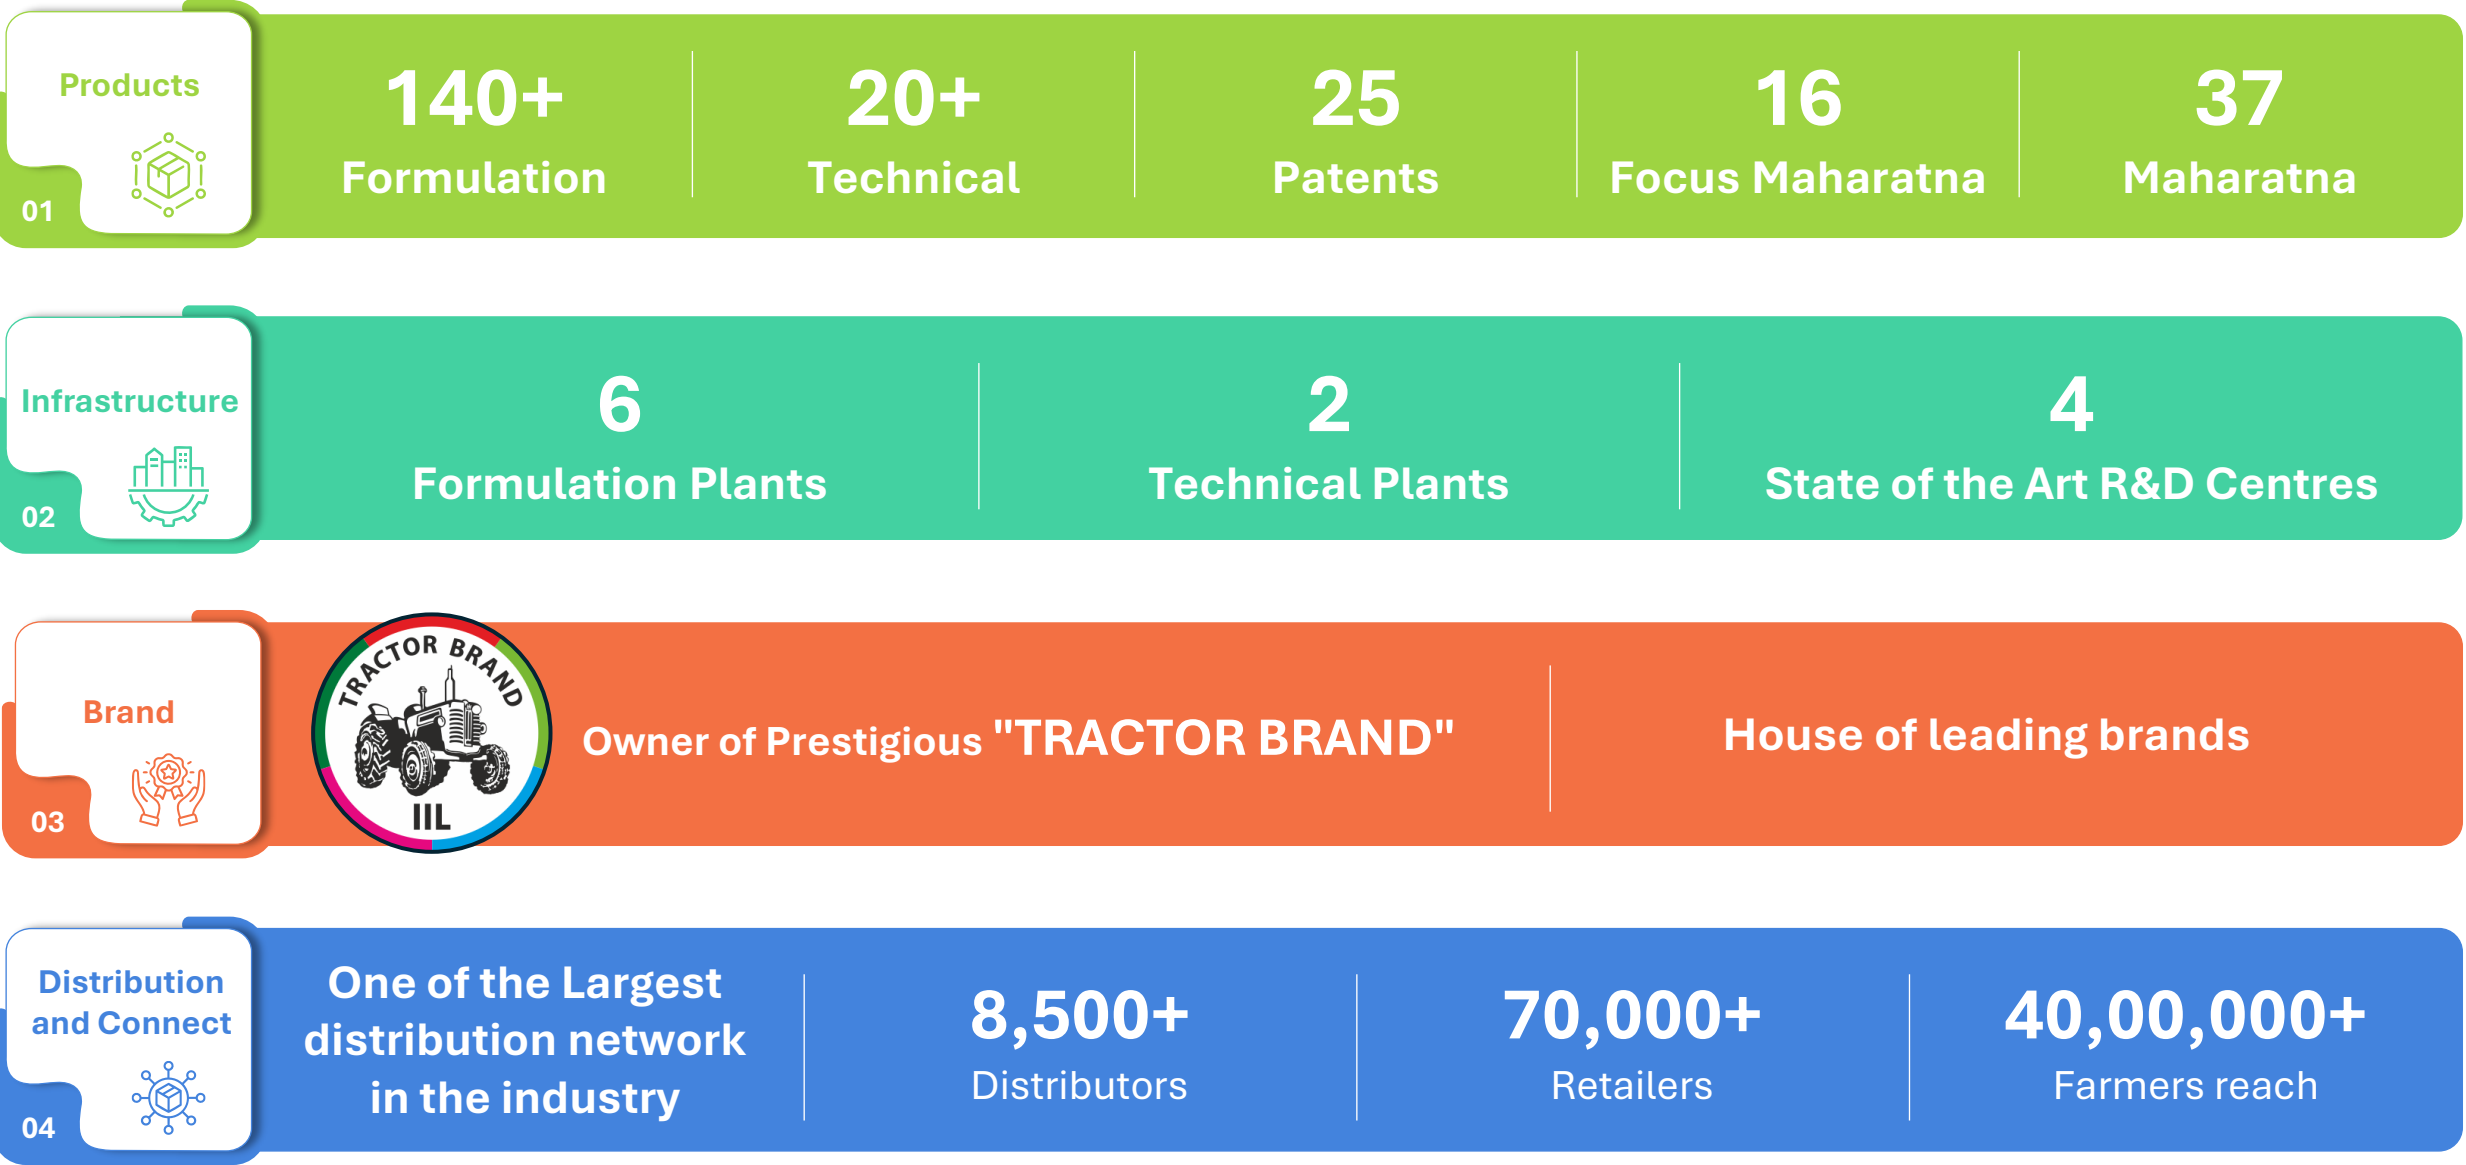 Products
01
140+
Formulation
20+
Technical
25
Patents
16
Focus Maharatna
37
Maharatna
Infrastructure
02
6
Formulation Plants
2
Technical Plants
4
State of the Art R&D Centres
Brand
03
TRACTOR BRAND
IIL
Owner of Prestigious "TRACTOR BRAND"
House of leading brands
Distribution
and Connect
04
One of the Largest
distribution network
in the industry
8,500+
Distributors
70,000+
Retailers
40,00,000+
Farmers reach